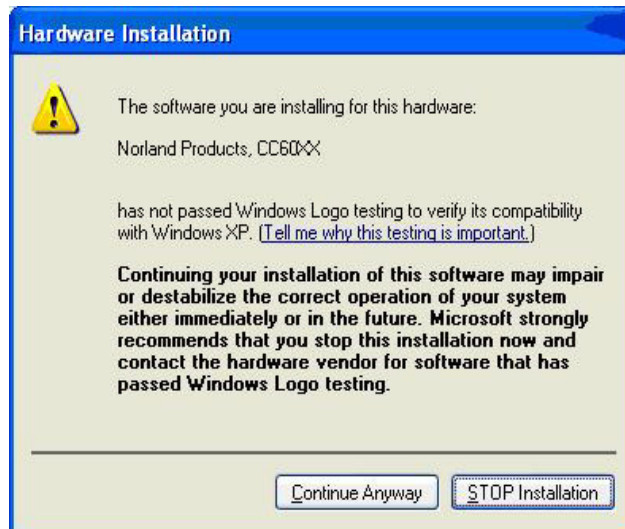 Hardware Installation
The software you are installing for this hardware:
Norland Products, CC60XX
has not passed Windows Logo testing to verify its compatibility
with Windows XP. (Tell me why this testing is important.)
Continuing your installation of this software may impair
or destabilize the correct operation of your system
either immediately or in the future. Microsoft strongly
recommends that you stop this installation now and
contact the hardware vendor for software that has
passed Windows Logo testing.
Continue Anyway
STOP Installation